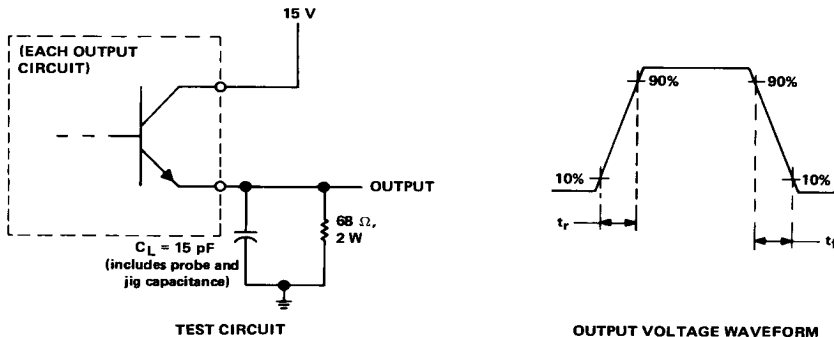 15 V
(EACH OUTPUT
CIRCUIT)
OUTPUT
68 Ω,
2 W
C_L = 15 pF
(includes probe and
jig capacitance)
TEST CIRCUIT
90%
90%
10%
10%
t_r
t_f
OUTPUT VOLTAGE WAVEFORM